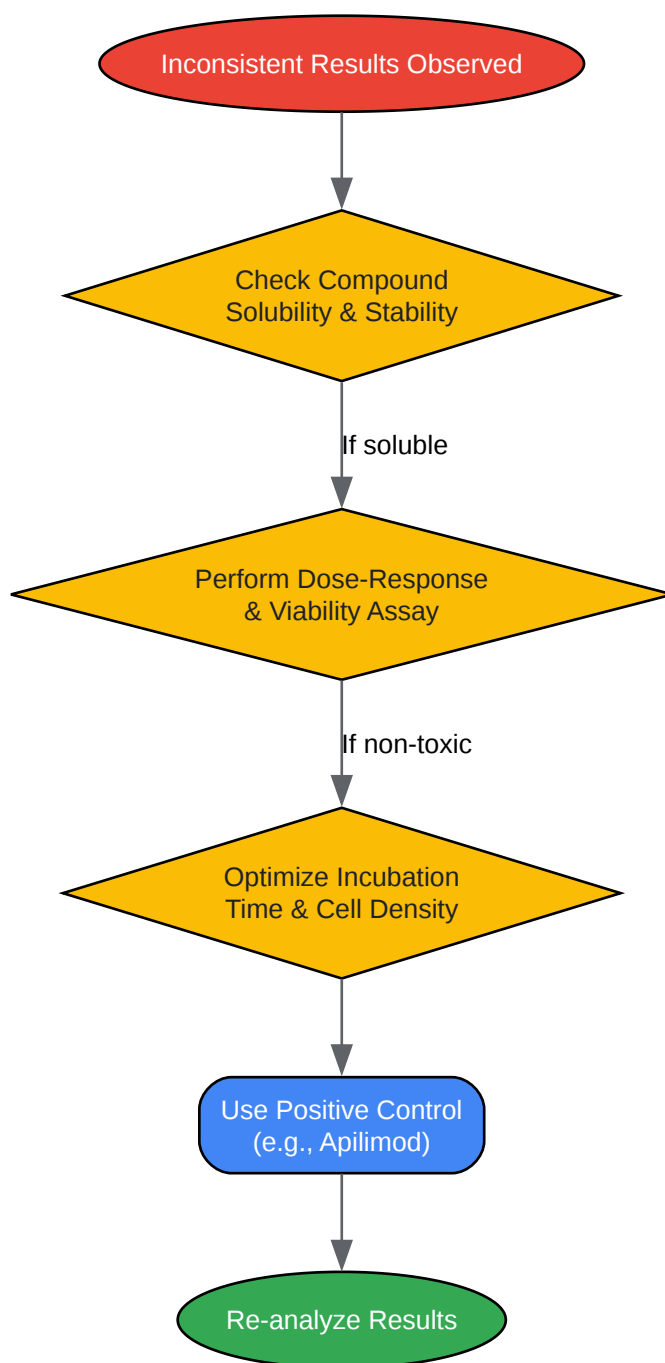 Inconsistent Results Observed
Check Compound
Solubility & Stability
If soluble
Perform Dose-Response
& Viability Assay
If non-toxic
Optimize Incubation
Time & Cell Density
Use Positive Control
(e.g., Apilimod)
Re-analyze Results